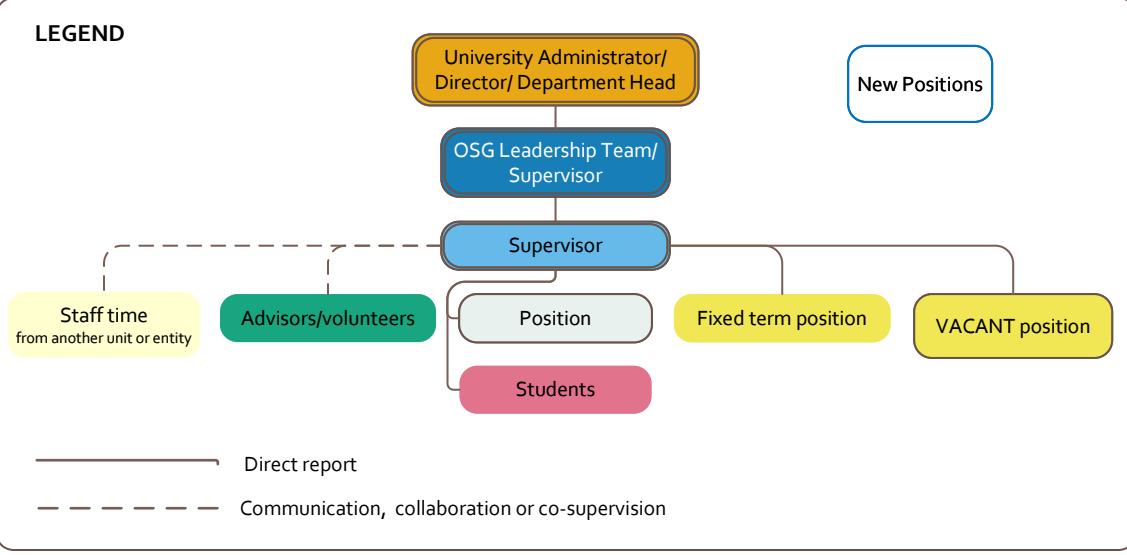 LEGEND
University Administrator/
Director/ Department Head
New Positions
OSG Leadership Team/
Supervisor
Supervisor
Staff time
from another unit or entity
Advisors/volunteers
Position
Fixed term position
VACANT position
Students
Direct report
Communication, collaboration or co-supervision